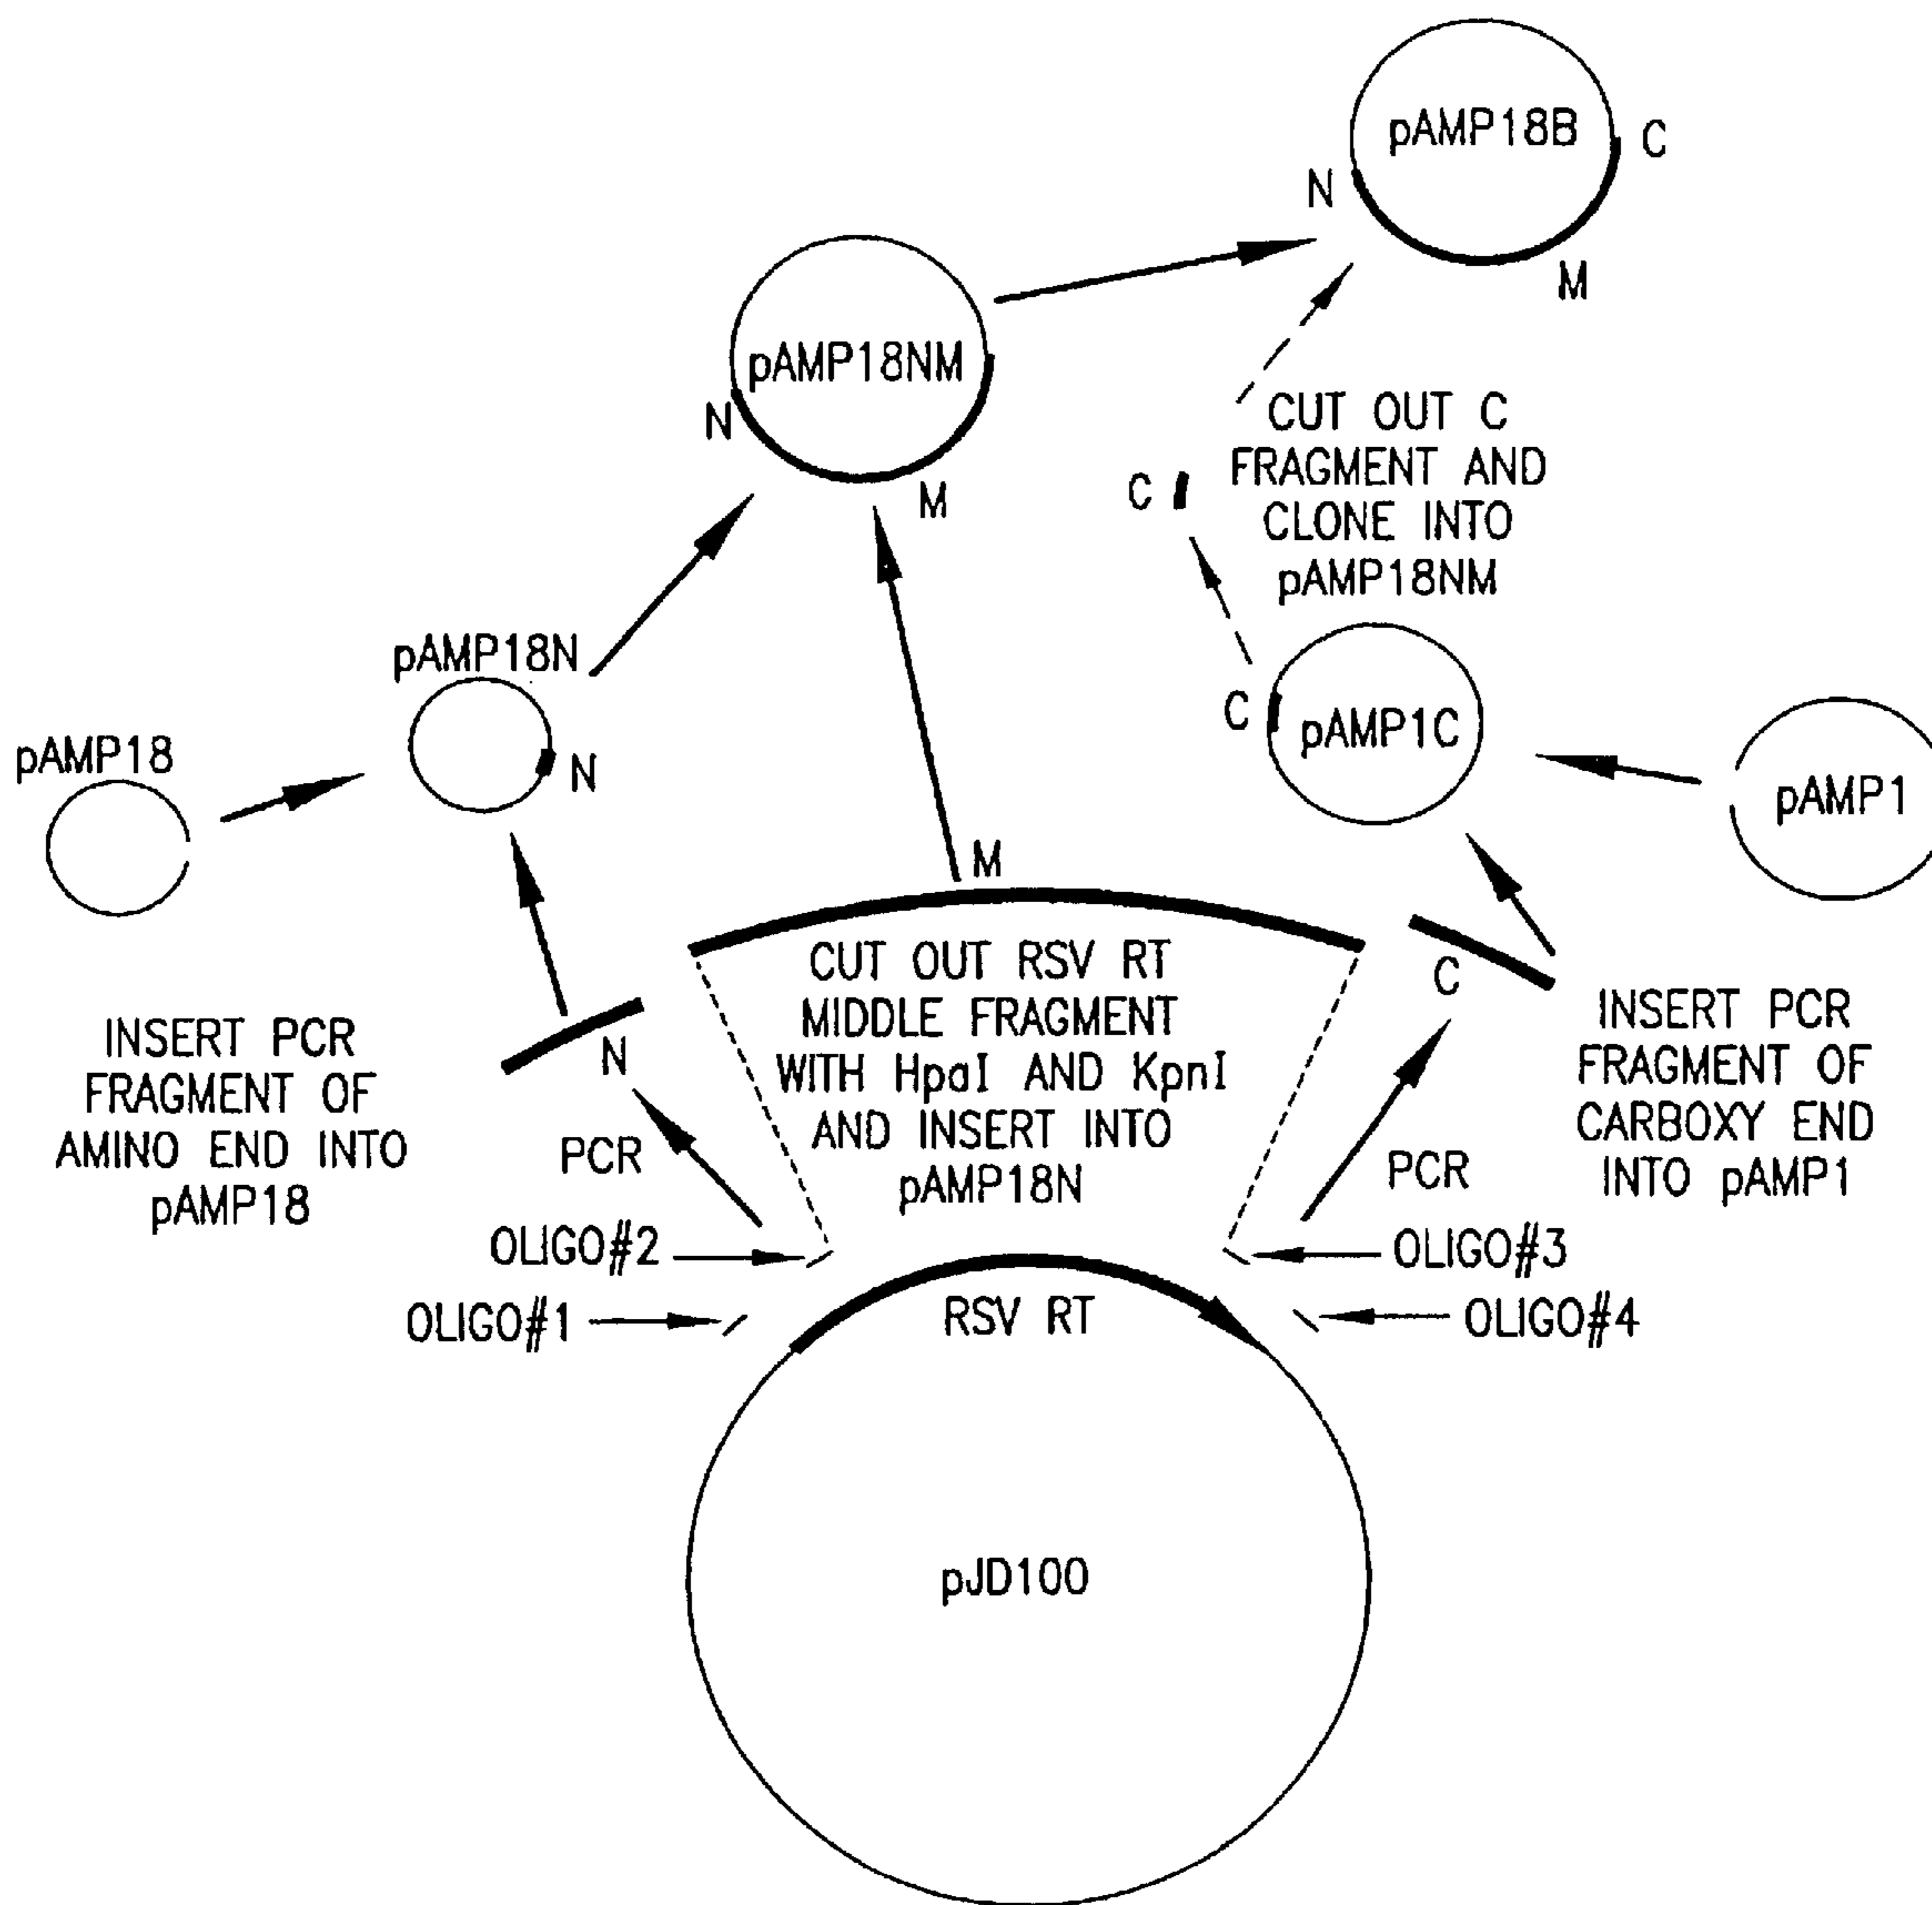 pAMP18B
C
N
M
pAMP18NM
N
M
CUT OUT C
FRAGMENT AND
CLONE INTO
pAMP18NM
C
pAMP18N
N
pAMP18
C
pAMP1C
pAMP1
M
CUT OUT RSV RT
MIDDLE FRAGMENT
WITH HpaI AND KpnI
AND INSERT INTO
pAMP18N
C
N
INSERT PCR
FRAGMENT OF
AMINO END INTO
pAMP18
INSERT PCR
FRAGMENT OF
CARBOXY END
INTO pAMP1
PCR
PCR
OLIGO#2
OLIGO#3
OLIGO#1
RSV RT
OLIGO#4
pJD100